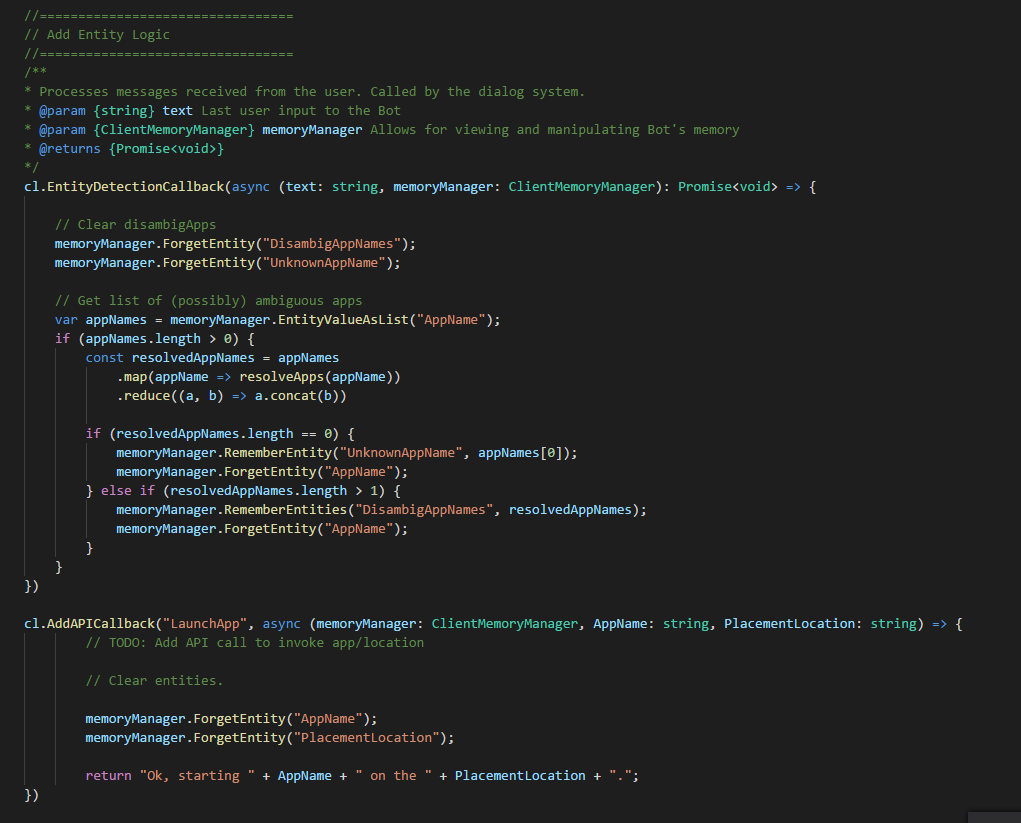 //=================================
// Add Entity Logic
//=================================
/**
* Processes messages received from the user. Called by the dialog system.
* @param {string} text Last user input to the Bot
* @param {ClientMemoryManager} memoryManager Allows for viewing and manipulating Bot's memory
* @returns {Promise<void>}
*/
cl.EntityDetectionCallback(async (text: string, memoryManager: ClientMemoryManager): Promise<void> => {
// Clear disambigApps
memoryManager.ForgetEntity("DisambigAppNames");
memoryManager.ForgetEntity("UnknownAppName");
// Get list of (possibly) ambiguous apps
var appNames = memoryManager.EntityValueAsList("AppName");
if (appNames.length > 0) {
const resolvedAppNames = appNames
.map(appName => resolveApps(appName))
.reduce((a, b) => a.concat(b))
if (resolvedAppNames.length == 0) {
memoryManager.RememberEntity("UnknownAppName", appNames[0]);
memoryManager.ForgetEntity("AppName");
} else if (resolvedAppNames.length > 1) {
memoryManager.RememberEntities("DisambigAppNames", resolvedAppNames);
memoryManager.ForgetEntity("AppName");
}
}
})
cl.AddAPICallback("LaunchApp", async (memoryManager: ClientMemoryManager, AppName: string, PlacementLocation: string) => {
// TODO: Add API call to invoke app/location
// Clear entities.
memoryManager.ForgetEntity("AppName");
memoryManager.ForgetEntity("PlacementLocation");
return "Ok, starting " + AppName + " on the " + PlacementLocation + ".";
})